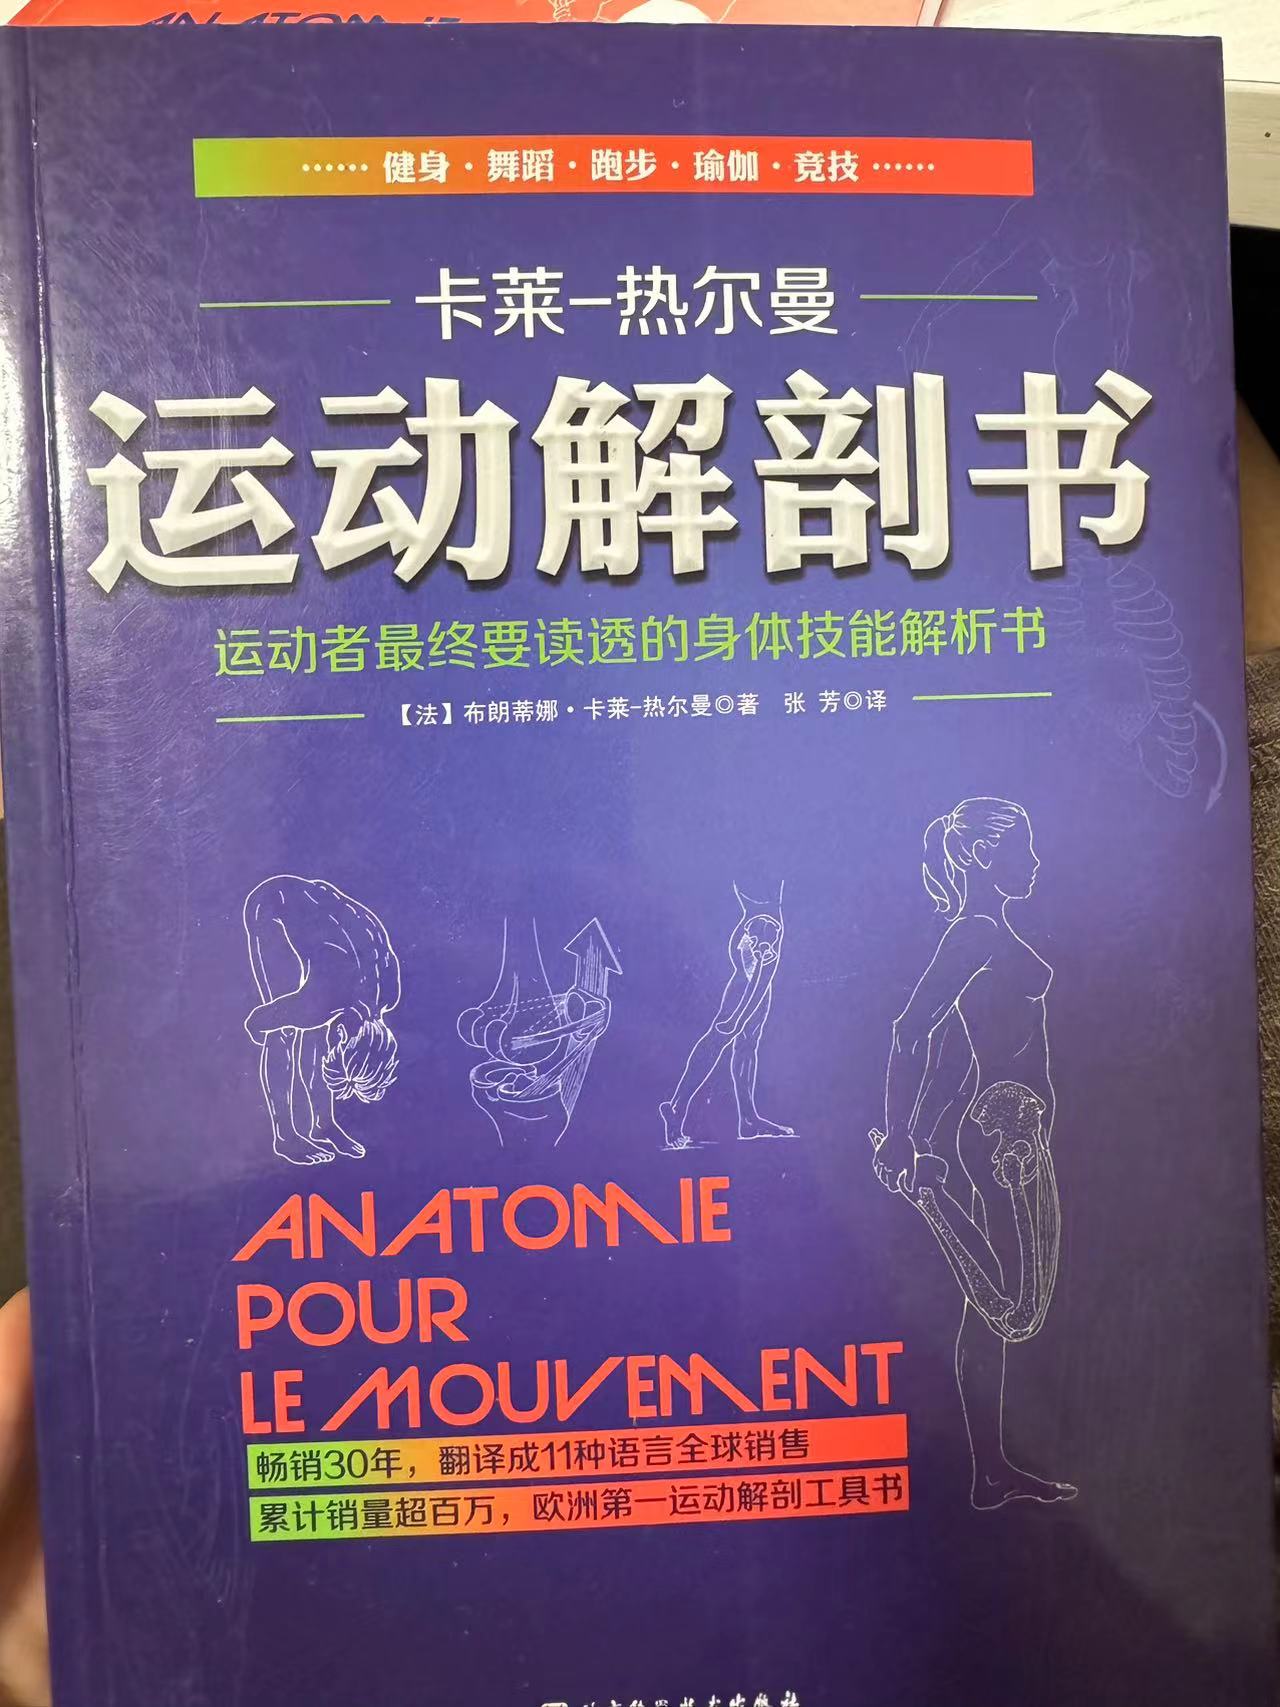 ······ 健身·舞蹈·跑步·瑜伽·竞技 ······
卡莱-热尔曼
运动解剖书
运动者最终要读透的身体技能解析书
【法】布朗蒂娜·卡莱-热尔曼◎著 张 芳◎译
ANATOMIE
POUR
LE MOUVEMENT
畅销30年，翻译成11种语言全球销售
累计销量超百万，欧洲第一运动解剖工具书